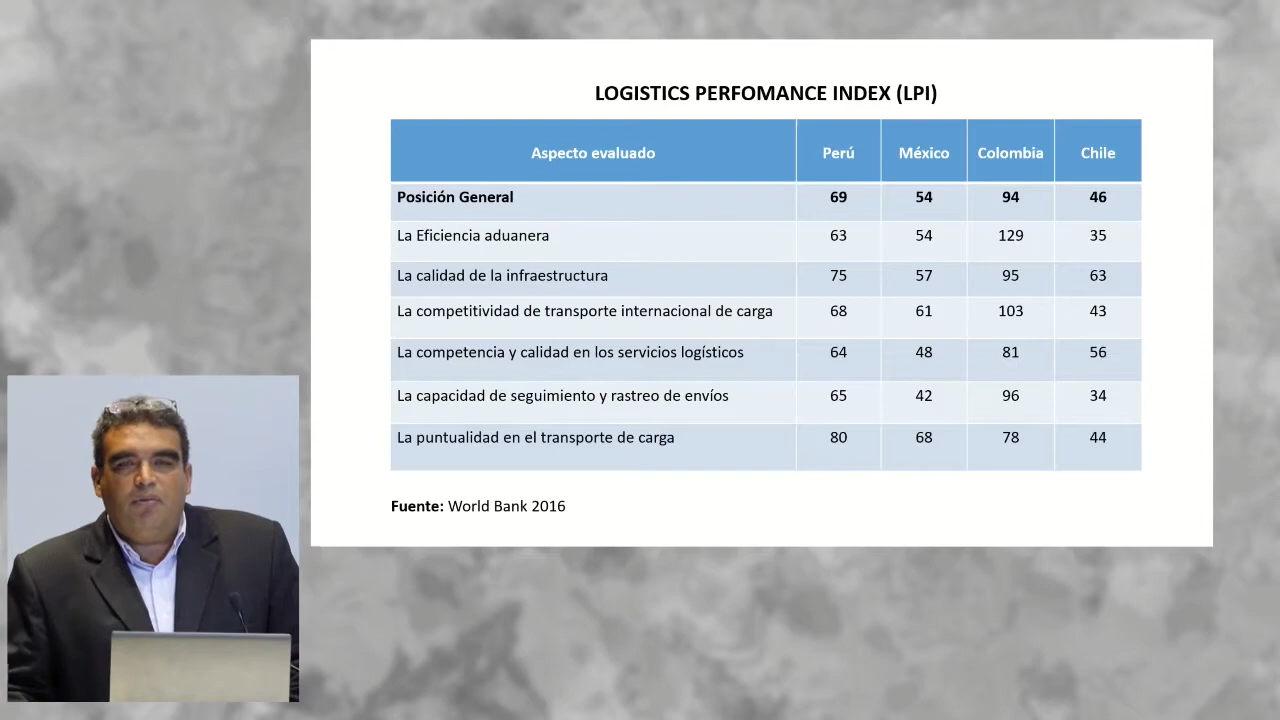 LOGISTICS PERFOMANCE INDEX (LPI)
Aspecto evaluado Perú México Colombia Chile
Posición General 69 54 94 46
La Eficiencia aduanera 63 54 129 35
La calidad de la infraestructura 75 57 95 63
La competitividad de transporte internacional de carga 68 61 103 43
La competencia y calidad en los servicios logísticos 64 48 81 56
La capacidad de seguimiento y rastreo de envíos 65 42 96 34
La puntualidad en el transporte de carga 80 68 78 44
Fuente: World Bank 2016